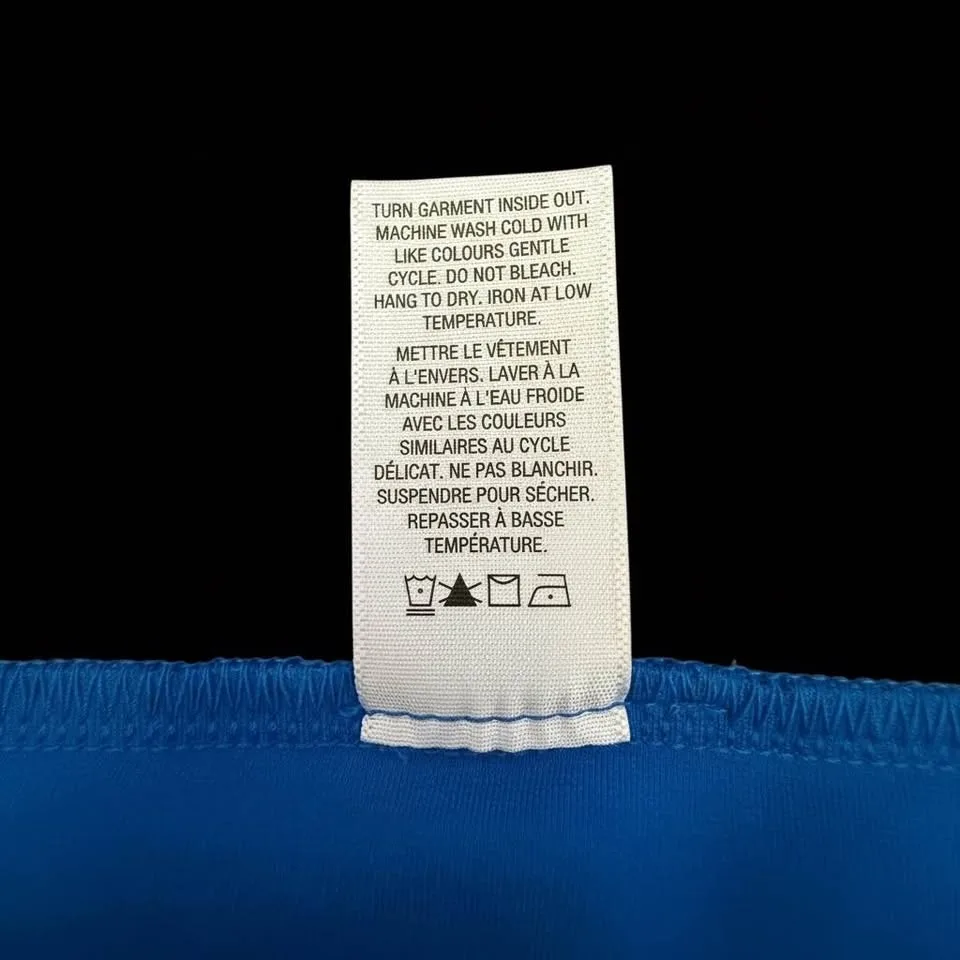 TURN GARMENT INSIDE OUT.
MACHINE WASH COLD WITH
LIKE COLOURS GENTLE
CYCLE. DO NOT BLEACH.
HANG TO DRY. IRON AT LOW
TEMPERATURE.
METTRE LE VÊTEMENT
À L'ENVERS. LAVER À LA
MACHINE À L'EAU FROIDE
AVEC LES COULEURS
SIMILAIRES AU CYCLE
DÉLICAT. NE PAS BLANCHIR.
SUSPENDRE POUR SÉCHER.
REPASSER À BASSE
TEMPÉRATURE.